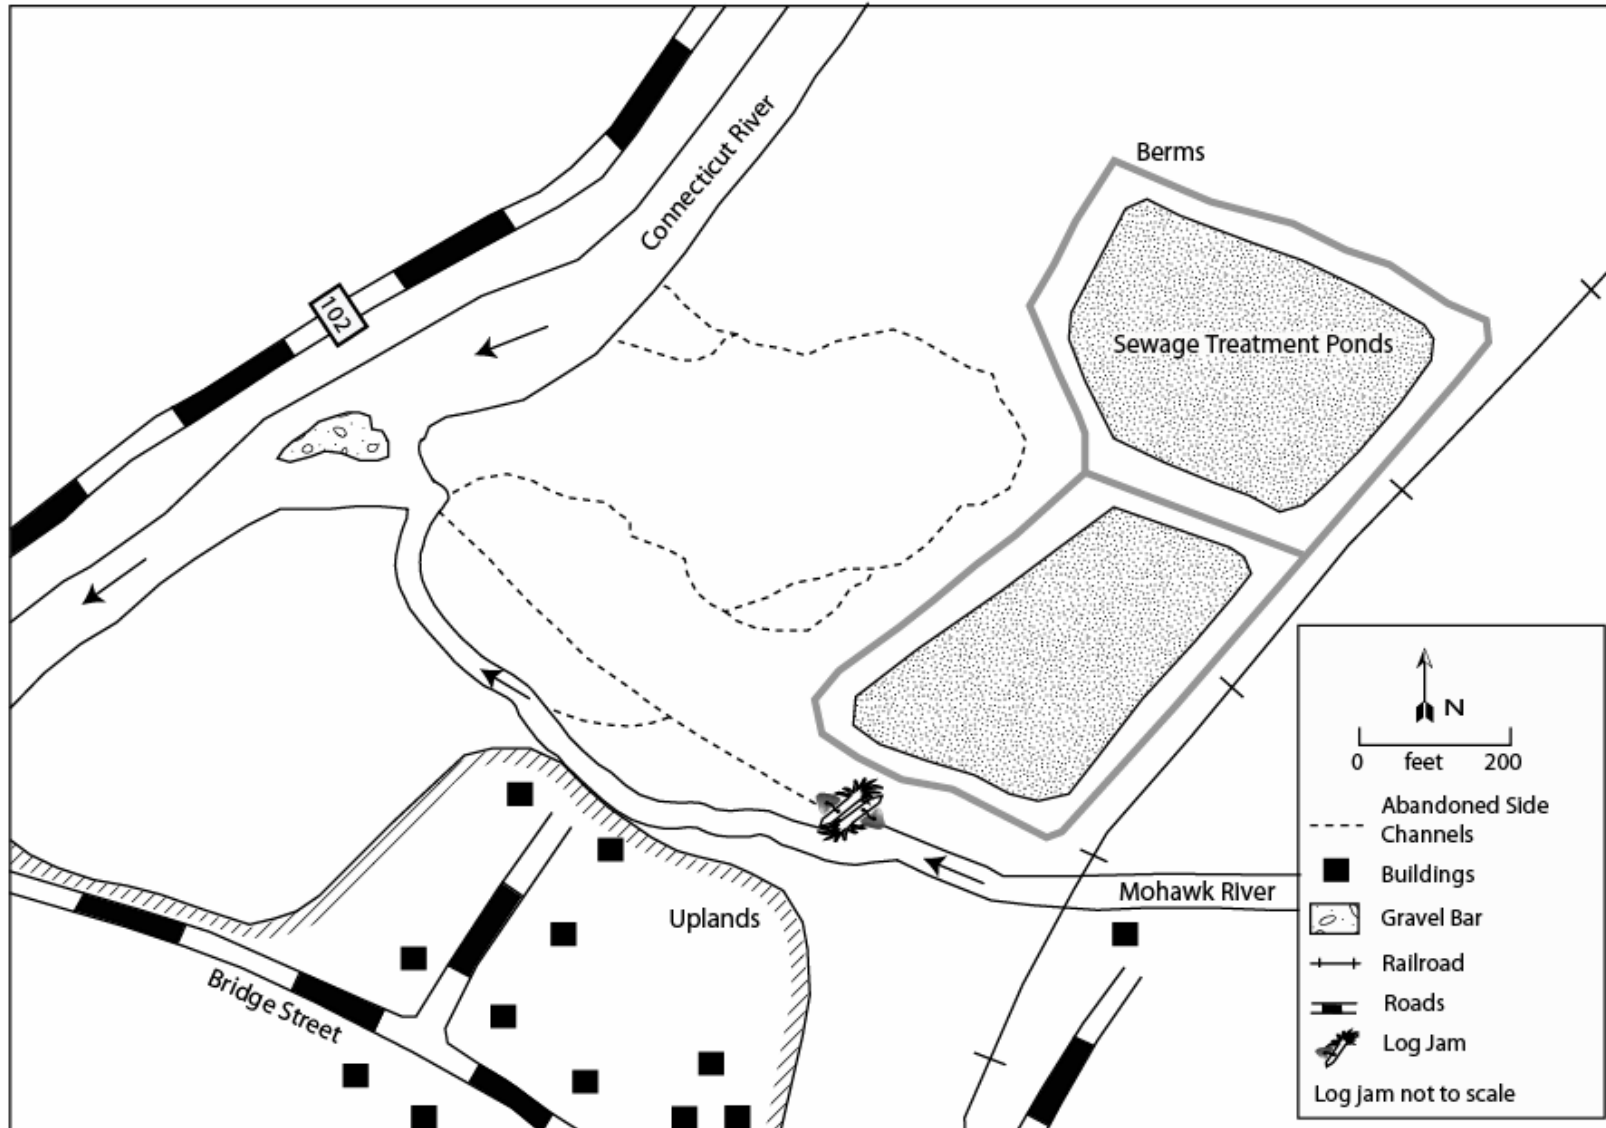 Berms
Connecticut River
102
Sewage Treatment Ponds
N
0 feet 200
Abandoned Side
Channels
Mohawk River
Buildings
Uplands
Gravel Bar
Railroad
Bridge Street
Roads
Log Jam
Log jam not to scale